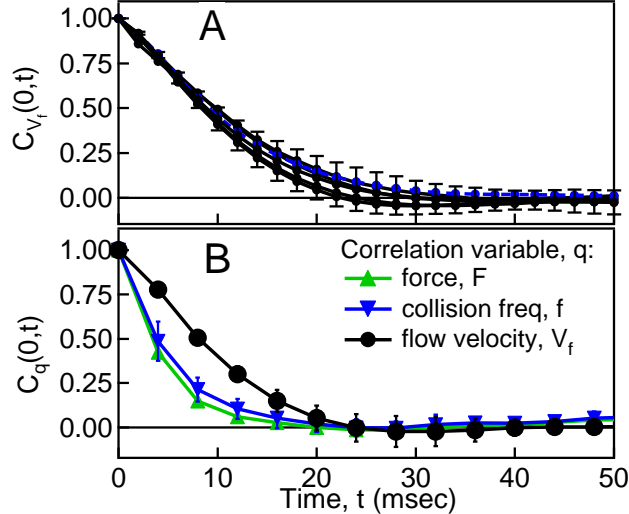 A
1.00
0.75
0.50
0.25
0.00
C_{V_f}(0,t)
B
1.00
0.75
0.50
0.25
0.00
C_q(0,t)
Correlation variable, q:
force, F
collision freq, f
flow velocity, V_f
0 10 20 30 40 50
Time, t (msec)